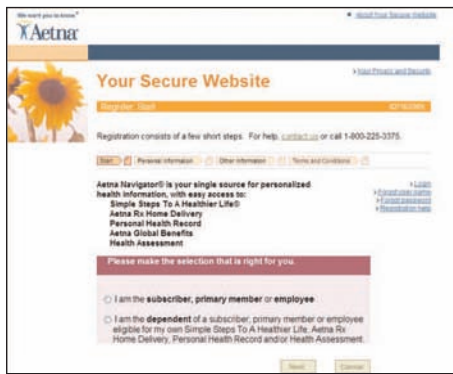 We want you to know®
Aetna
About Your Secure Website
Your Secure Website
Your Privacy and Security
Register: Start
Registration consists of a few short steps. For help, contact us or call 1-800-225-3375.
Start Personal Information Other Information Terms and Conditions
Aetna Navigator® is your single source for personalized
health information, with easy access to:
Simple Steps To A Healthier Life®
Aetna Rx Home Delivery
Personal Health Record
Aetna Global Benefits
Health Assessment
Login
Forgot user name
Forgot password
Registration help
Please make the selection that is right for you.
I am the subscriber, primary member or employee
I am the dependent of a subscriber, primary member or employee
eligible for my own Simple Steps To A Healthier Life, Aetna Rx
Home Delivery, Personal Health Record and/or Health Assessment.
Next Cancel